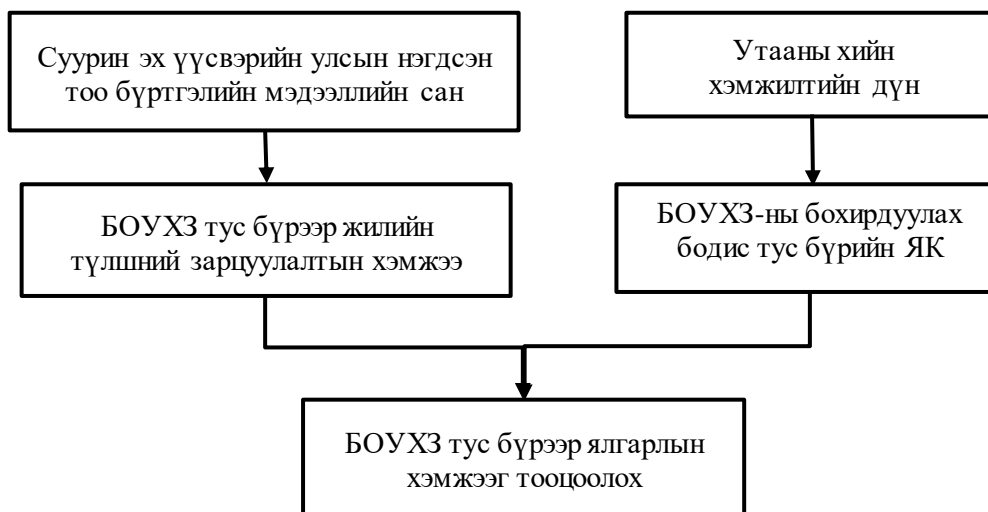 Суурин эх үүсвэрийн улсын нэгдсэн
тоо бүртгэлийн мэдээллийн сан
Утааны хийн
хэмжилтийн дүн
БОУХЗ тус бүрээр жилийн
түлшний зарцуулалтын хэмжээ
БОУХЗ-ны бохирдуулах
бодис тус бүрийн ЯК
БОУХЗ тус бүрээр ялгарлын
хэмжээг тооцоолох